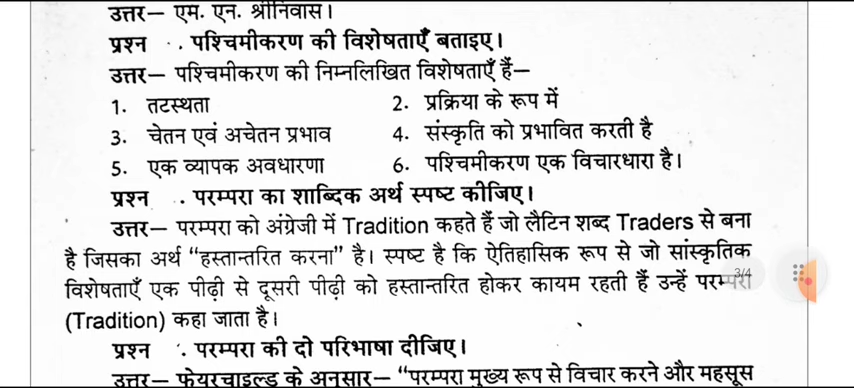 उत्तर— एम. एन. श्रीनिवास।
प्रश्न . पश्चिमीकरण की विशेषताएँ बताइए।
उत्तर— पश्चिमीकरण की निम्नलिखित विशेषताएँ हैं—
1. तटस्थता 2. प्रक्रिया के रूप में
3. चेतन एवं अचेतन प्रभाव 4. संस्कृति को प्रभावित करती है
5. एक व्यापक अवधारणा 6. पश्चिमीकरण एक विचारधारा है।
प्रश्न . परम्परा का शाब्दिक अर्थ स्पष्ट कीजिए।
उत्तर— परम्परा को अंग्रेजी में Tradition कहते हैं जो लैटिन शब्द Traders से बना
है जिसका अर्थ “हस्तान्तरित करना” है। स्पष्ट है कि ऐतिहासिक रूप से जो सांस्कृतिक
विशेषताएँ एक पीढ़ी से दूसरी पीढ़ी को हस्तान्तरित होकर कायम रहती हैं उन्हें परम्परा
3/4
(Tradition) कहा जाता है।
प्रश्न . परम्परा की दो परिभाषा दीजिए।
उत्तर— फेयरचाइल्ड के अनुसार— “परम्परा मुख्य रूप से विचार करने और महसूस